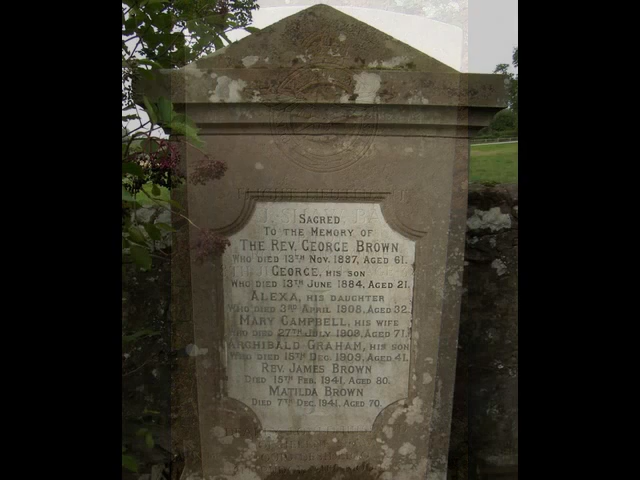 SACRED
TO THE MEMORY OF
THE REV. GEORGE BROWN
WHO DIED 13TH NOV. 1887, AGED 61.
GEORGE, HIS SON
WHO DIED 13TH JUNE 1884, AGED 21.
ALEXA, HIS DAUGHTER
WHO DIED 3RD APRIL 1908, AGED 32.
MARY CAMPBELL, HIS WIFE
WHO DIED 27TH JULY 1909, AGED 71.
ARCHIBALD GRAHAM, HIS SON
WHO DIED 15TH DEC. 1909, AGED 41.
REV. JAMES BROWN
DIED 15TH FEB. 1941, AGED 80.
MATILDA BROWN
DIED 7TH DEC. 1941, AGED 70.